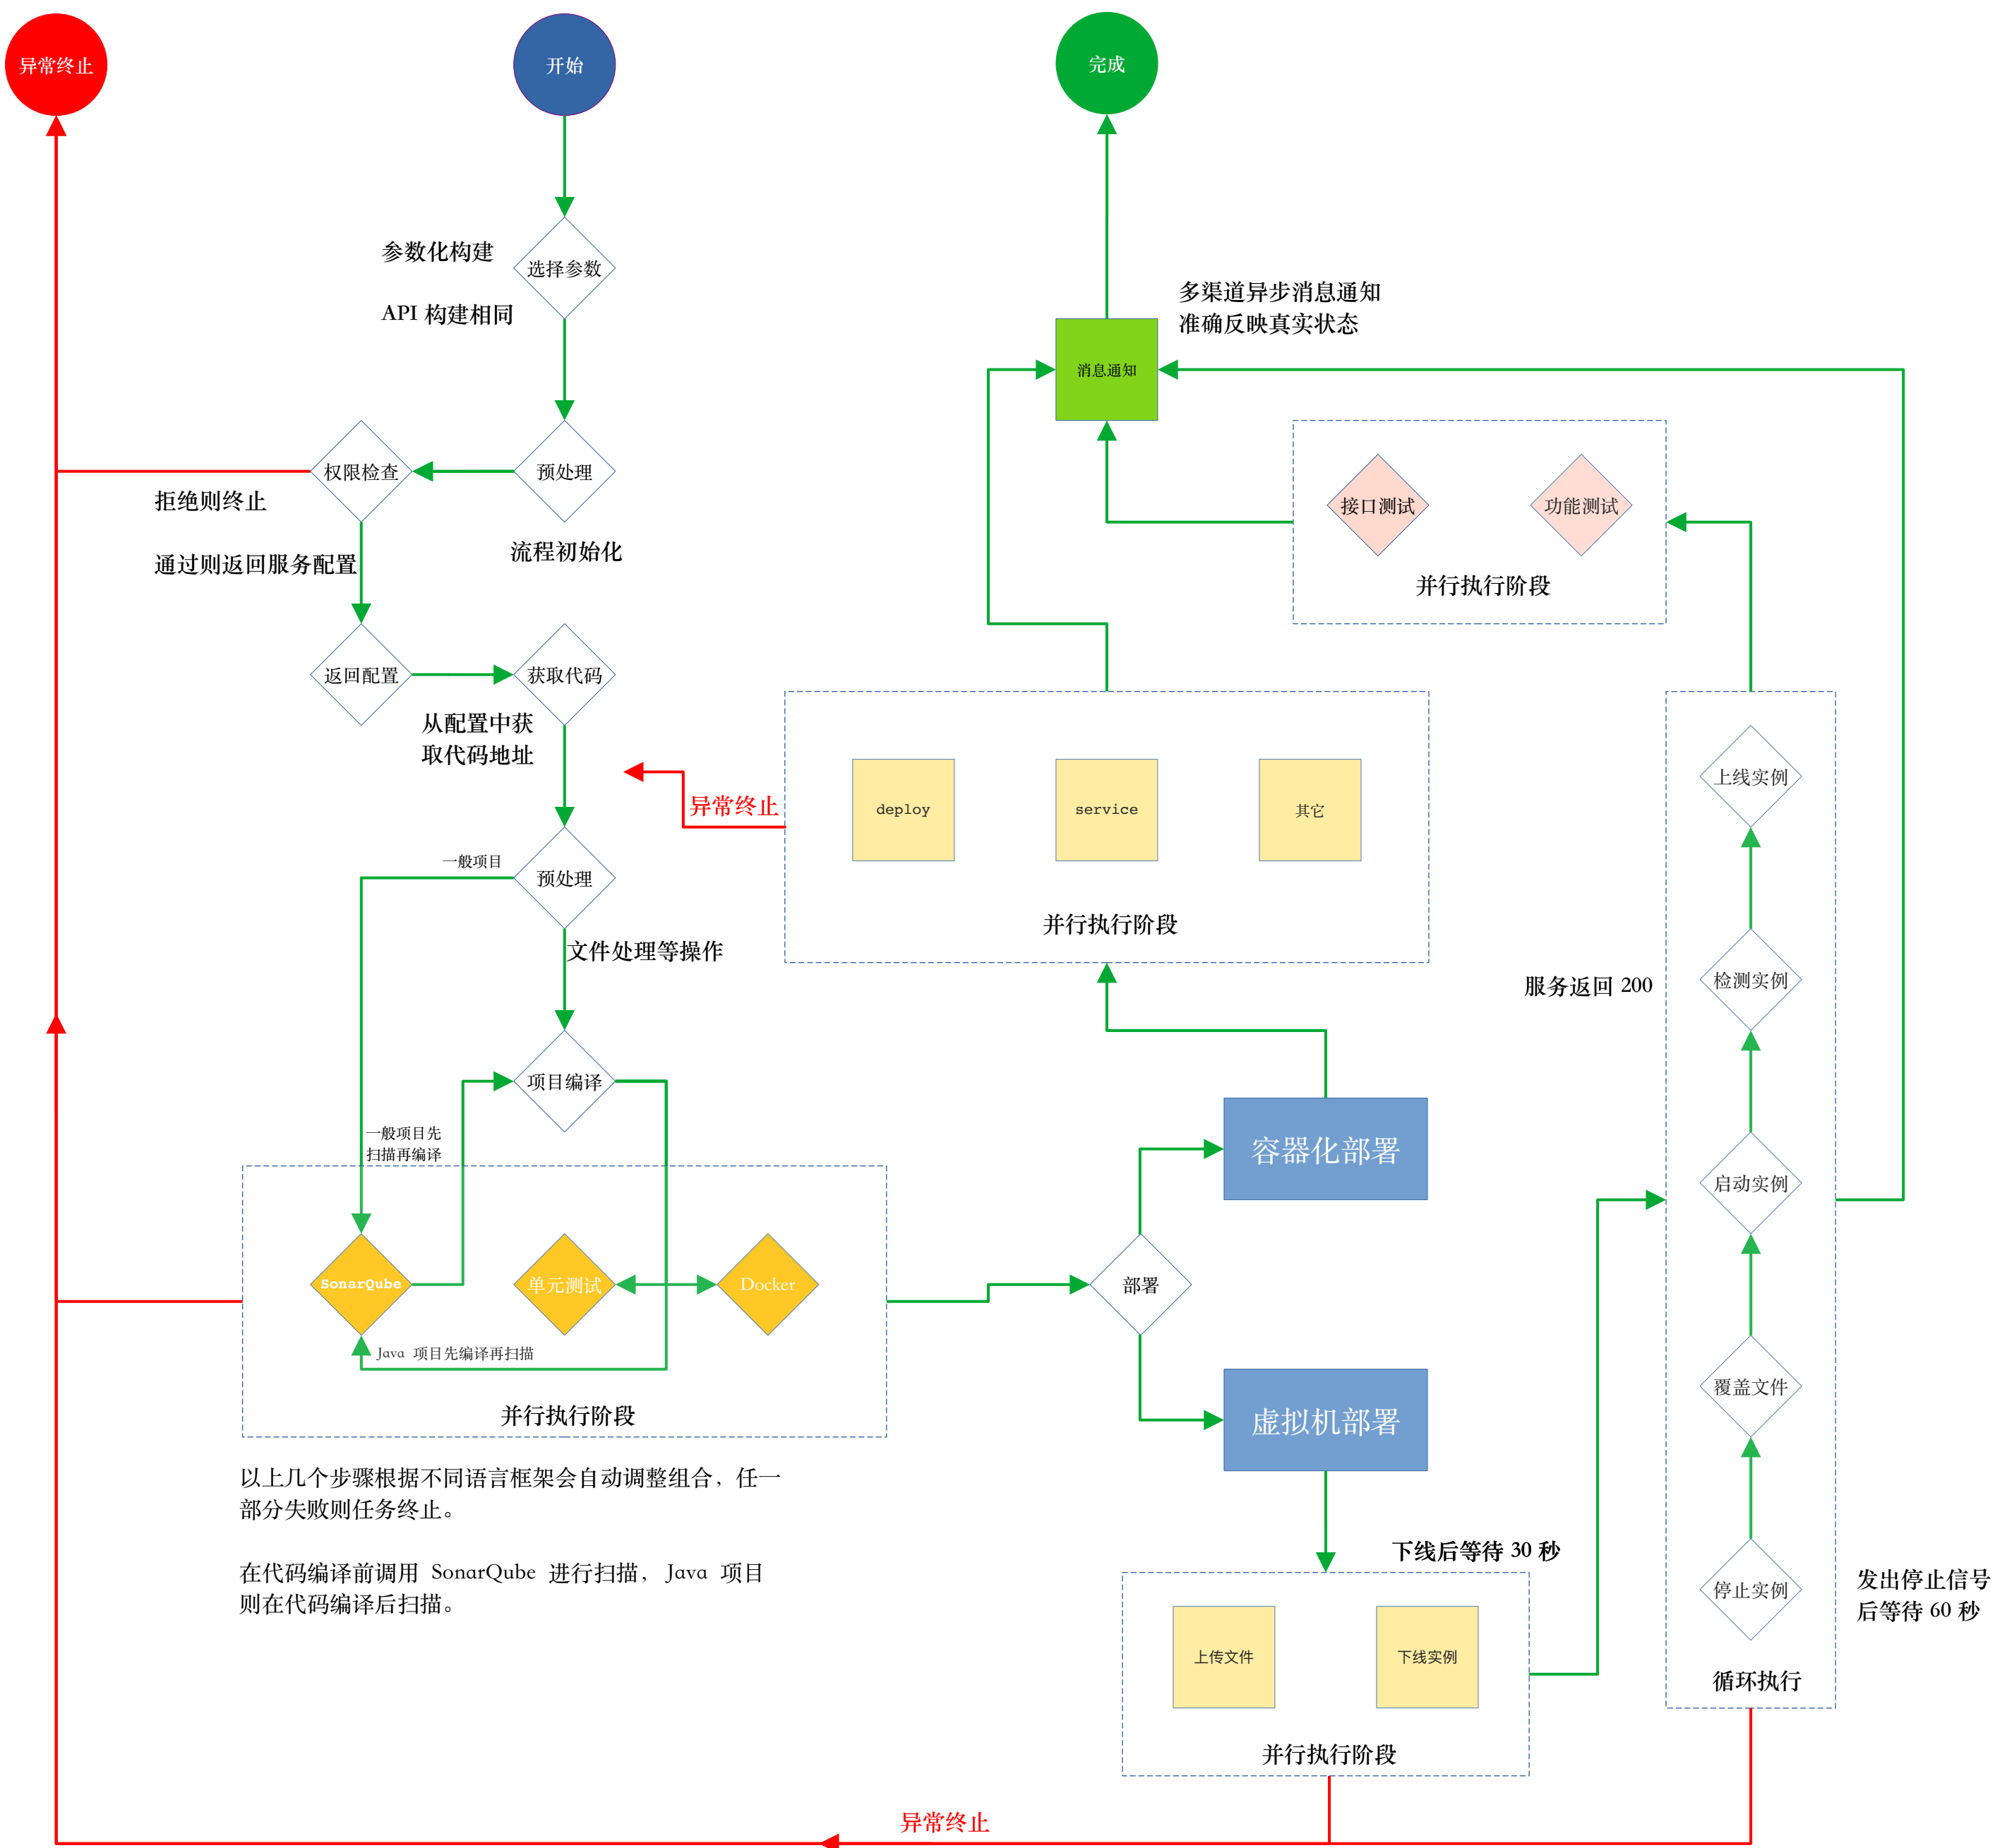 异常终止
开始
完成
参数化构建
API 构建相同
选择参数
多渠道异步消息通知
准确反映真实状态
消息通知
权限检查
预处理
拒绝则终止
通过则返回服务配置
流程初始化
接口测试
功能测试
并行执行阶段
返回配置
获取代码
从配置中获
取代码地址
异常终止
deploy
service
其它
并行执行阶段
上线实例
一般项目
预处理
文件处理等操作
服务返回 200
检测实例
项目编译
一般项目先
扫描再编译
容器化部署
启动实例
SonarQube
单元测试
Docker
部署
Java 项目先编译再扫描
并行执行阶段
虚拟机部署
覆盖文件
以上几个步骤根据不同语言框架会自动调整组合，任一
部分失败则任务终止。
在代码编译前调用 SonarQube 进行扫描，Java 项目
则在代码编译后扫描。
下线后等待 30 秒
停止实例
发出停止信号
后等待 60 秒
上传文件
下线实例
循环执行
并行执行阶段
异常终止